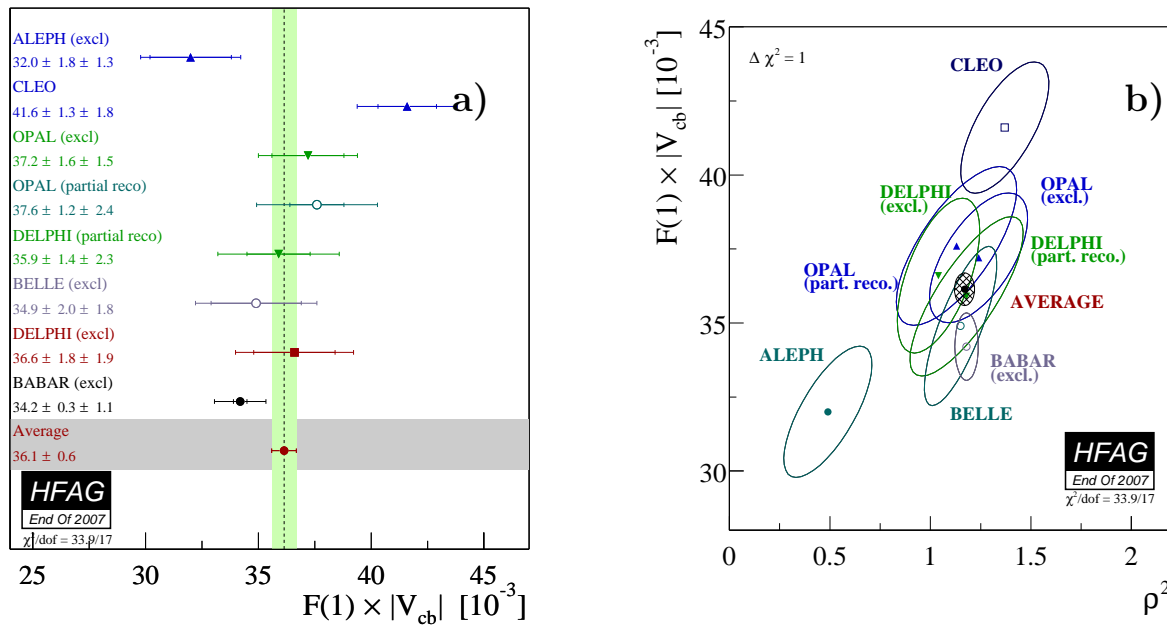 ALEPH (excl)
32.0 ± 1.8 ± 1.3
CLEO
41.6 ± 1.3 ± 1.8
OPAL (excl)
37.2 ± 1.6 ± 1.5
OPAL (partial reco)
37.6 ± 1.2 ± 2.4
DELPHI (partial reco)
35.9 ± 1.4 ± 2.3
BELLE (excl)
34.9 ± 2.0 ± 1.8
DELPHI (excl)
36.6 ± 1.8 ± 1.9
BABAR (excl)
34.2 ± 0.3 ± 1.1
Average
36.1 ± 0.6
HFAG
End Of 2007
χ²/dof = 33.9/17
a)
25 30 35 40 45
F(1) × |V_cb| [10⁻³]
F(1) × |V_cb| [10⁻³]
45
40
35
30
Δ χ² = 1
b)
CLEO
DELPHI
(excl.)
OPAL
(excl.)
DELPHI
(part. reco.)
OPAL
(part. reco.)
AVERAGE
ALEPH
BABAR
(excl.)
BELLE
HFAG
End Of 2007
χ²/dof = 33.9/17
0 0.5 1 1.5 2
ρ²